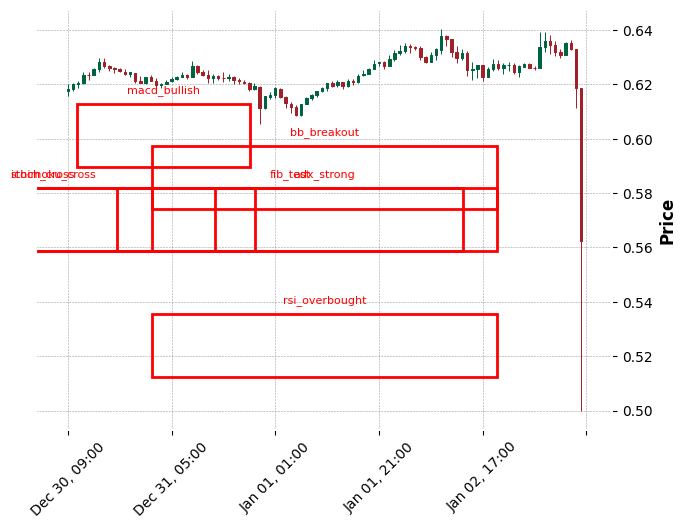 0.64
0.62
macd_bullish
0.60
bb_breakout
ichimoku_cross
fib_test
adx_strong
0.58
Price
0.56
0.54
rsi_overbought
0.52
0.50
Dec 30, 09:00
Dec 31, 05:00
Jan 01, 01:00
Jan 01, 21:00
Jan 02, 17:00